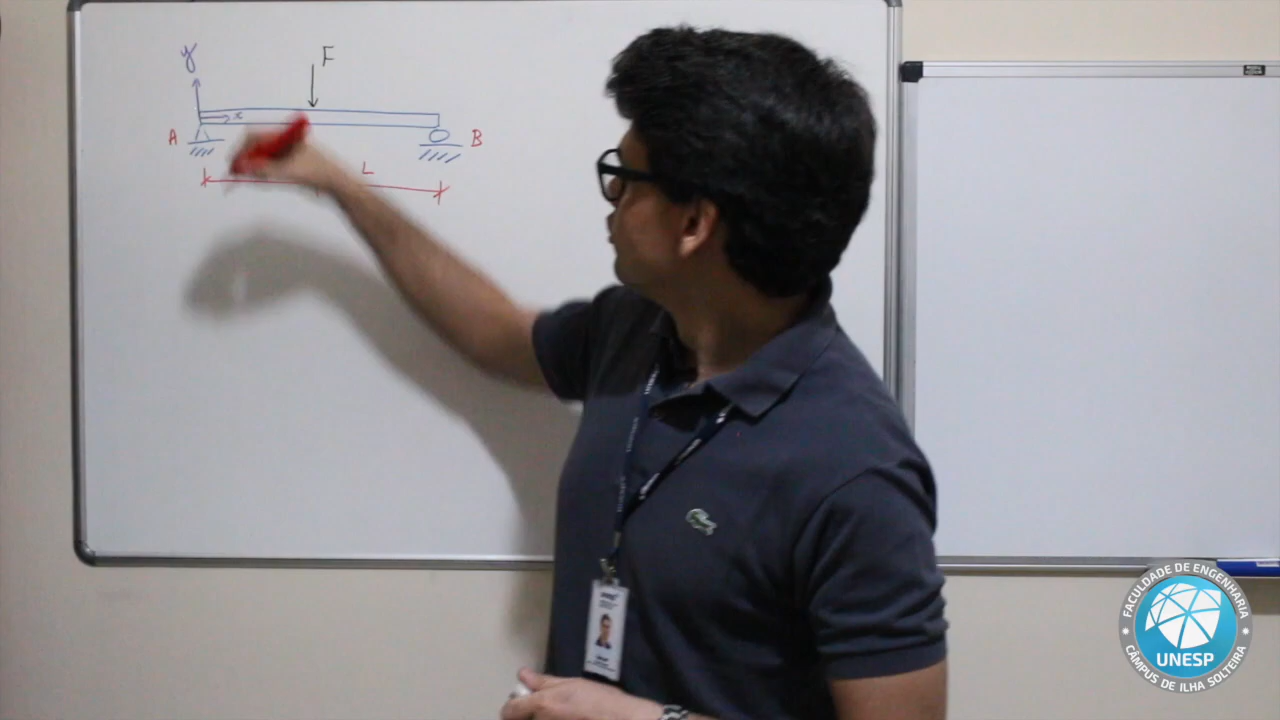 y
F
x
A
B
L
FACULDADE DE ENGENHARIA
UNESP
CÂMPUS DE ILHA SOLTEIRA